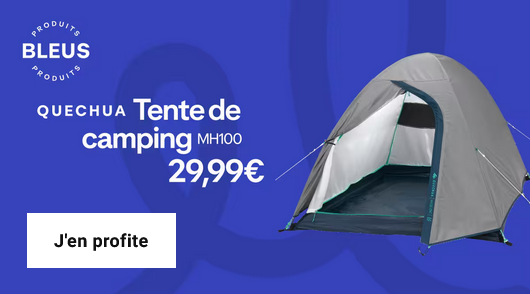 PRODUITS
BLEUS
PRODUITS
QUECHUA Tente de
camping MH100
29,99€
J'en profite